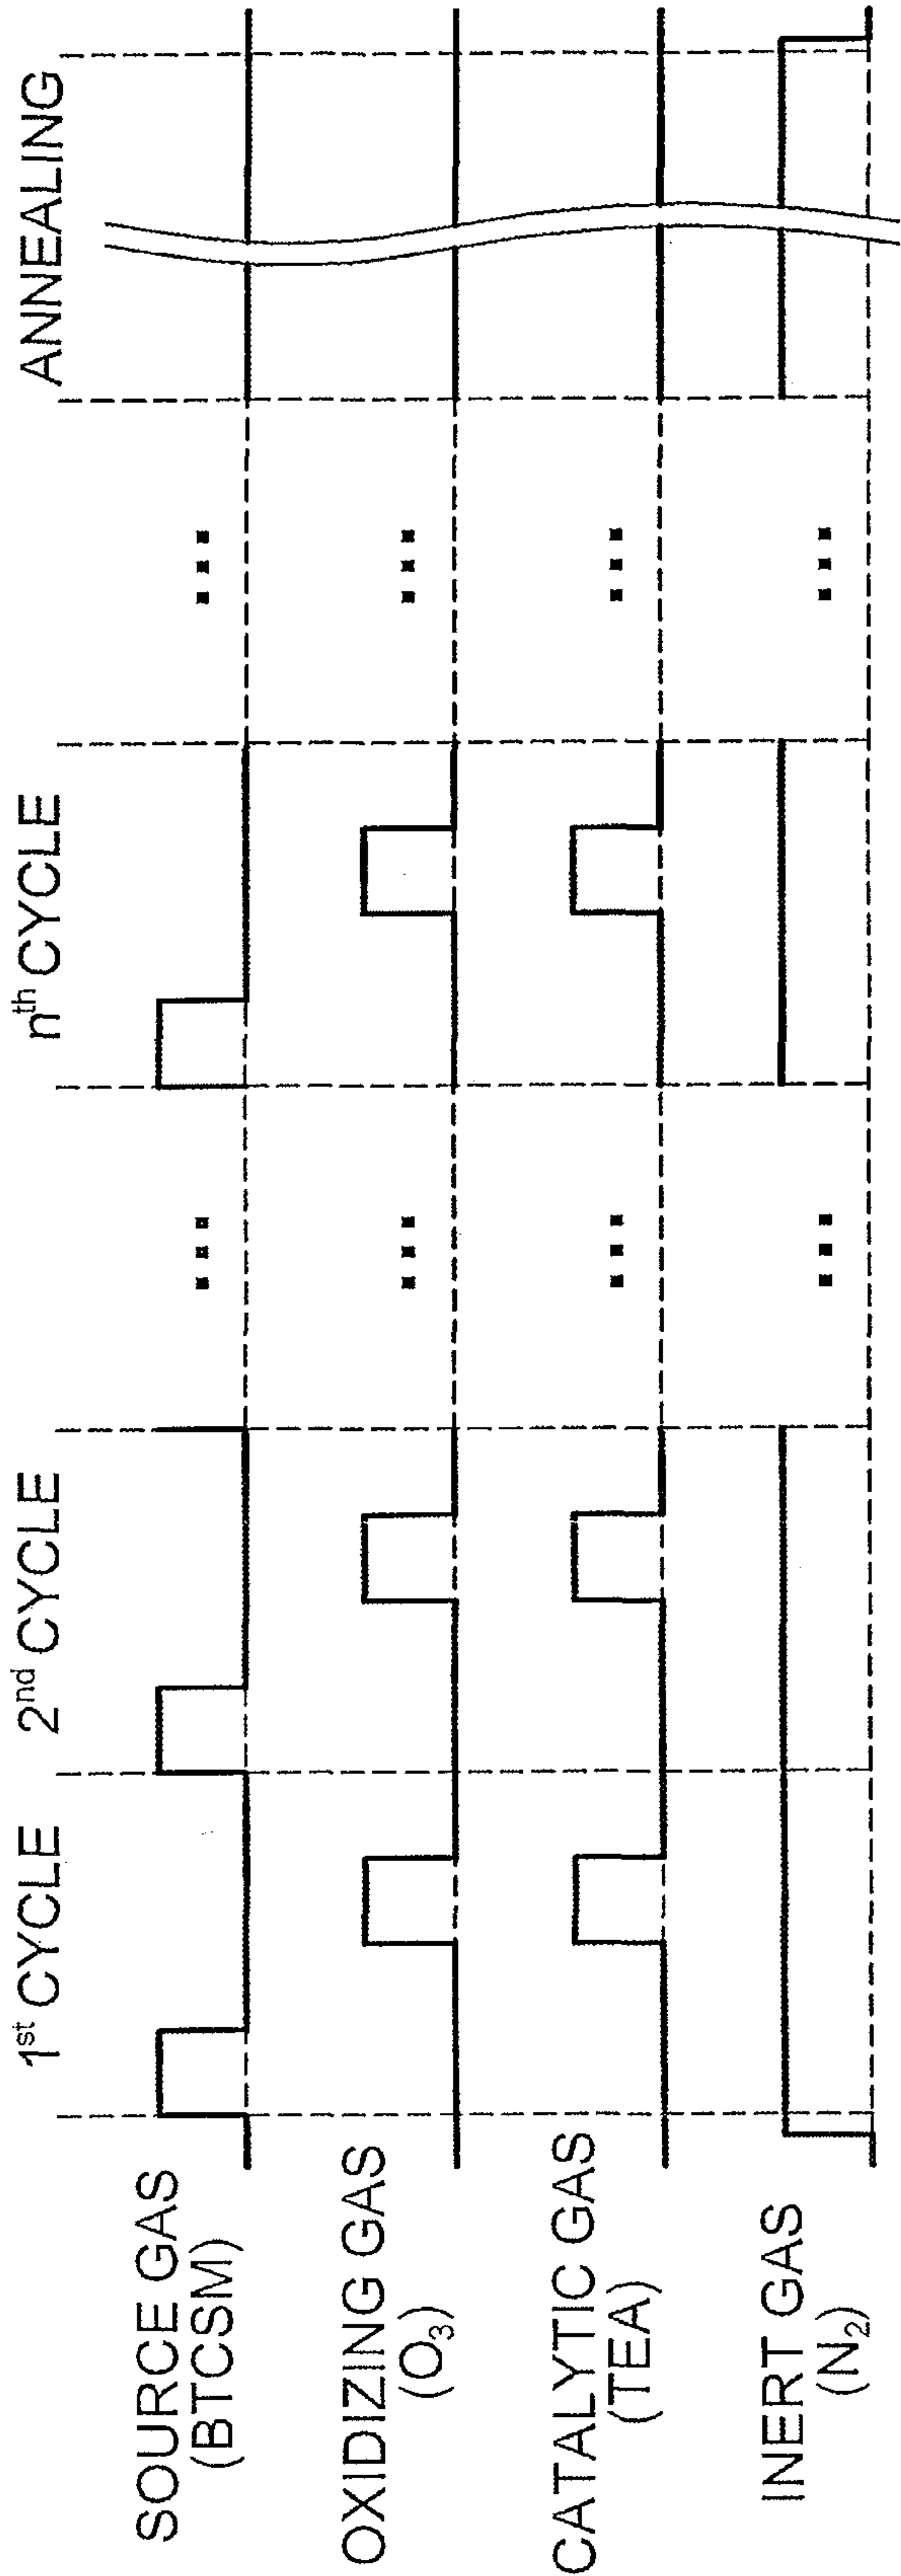 1st CYCLE 2nd CYCLE nth CYCLE ANNEALING
SOURCE GAS
(BTCSM)
OXIDIZING GAS
(O3)
CATALYTIC GAS
(TEA)
INERT GAS
(N2)